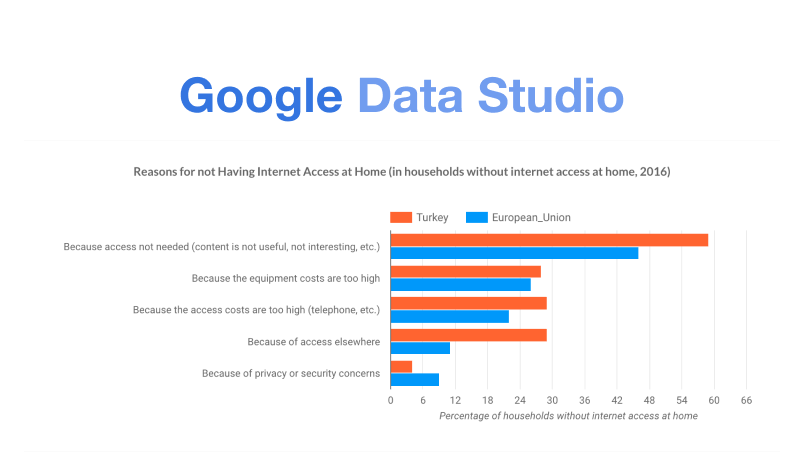 Google Data Studio
Reasons for not Having Internet Access at Home (in households without internet access at home, 2016)
Turkey European_Union
Because access not needed (content is not useful, not interesting, etc.)
Because the equipment costs are too high
Because the access costs are too high (telephone, etc.)
Because of access elsewhere
Because of privacy or security concerns
0 6 12 18 24 30 36 42 48 54 60 66
Percentage of households without internet access at home